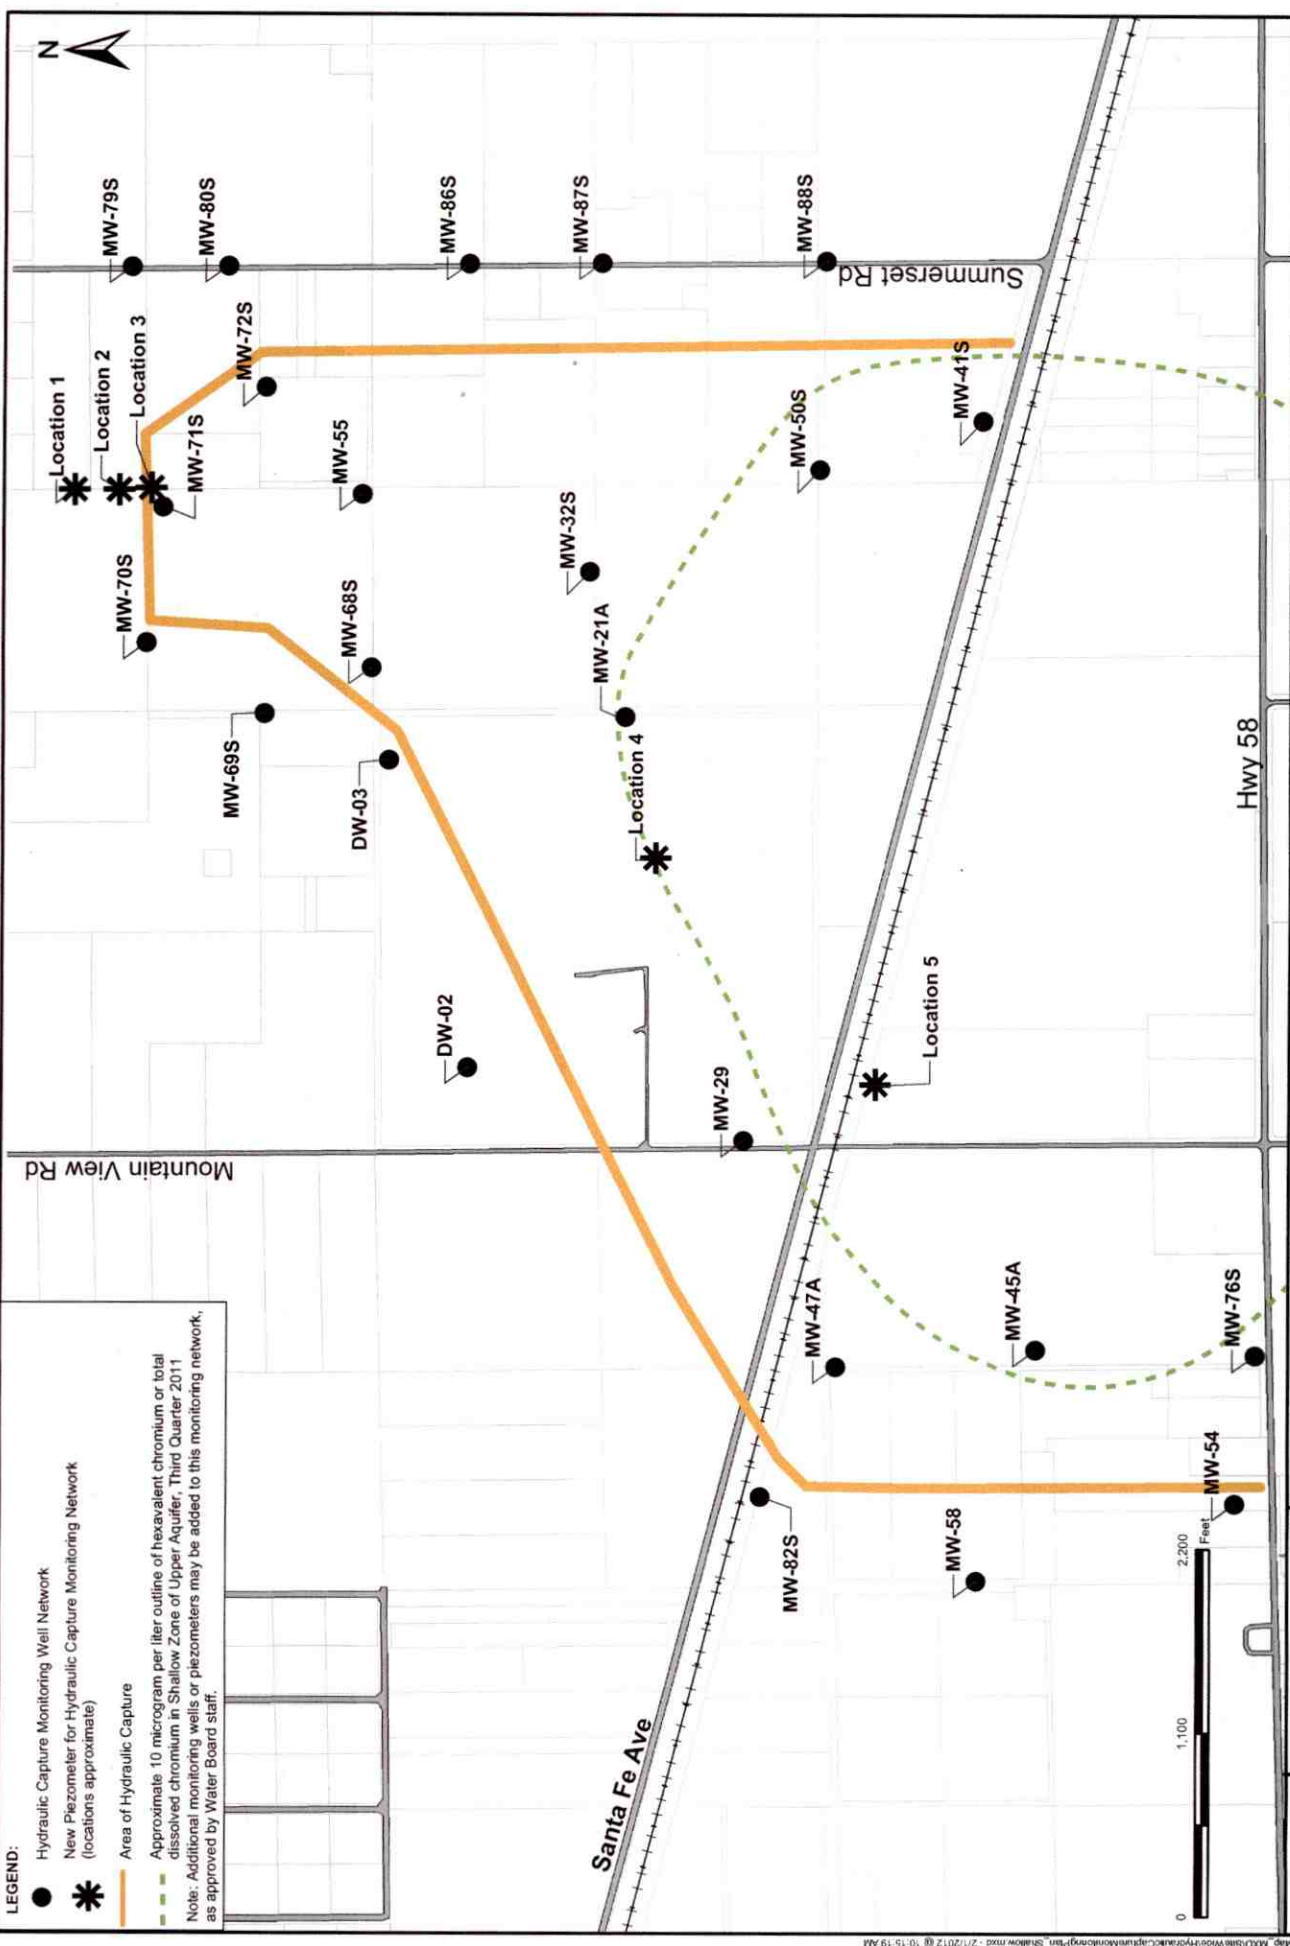 LEGEND:
Hydraulic Capture Monitoring Well Network
New Piezometer for Hydraulic Capture Monitoring Network
(locations approximate)
Area of Hydraulic Capture
Approximate 10 microgram per liter outline of hexavalent chromium or total
dissolved chromium in Shallow Zone of Upper Aquifer, Third Quarter 2011
Note: Additional monitoring wells or piezometers may be added to this monitoring network,
as approved by Water Board staff.
N
Mountain View Rd
Summerset Rd
Santa Fe Ave
Hwy 58
Location 1
Location 2
Location 3
MW-79S
MW-80S
MW-72S
MW-71S
MW-70S
MW-55
MW-86S
MW-87S
MW-88S
MW-69S
MW-68S
DW-03
DW-02
MW-32S
MW-21A
Location 4
MW-50S
MW-41S
MW-29
Location 5
MW-47A
MW-45A
MW-76S
MW-82S
MW-58
MW-54
0
1,100
2,200
Feet